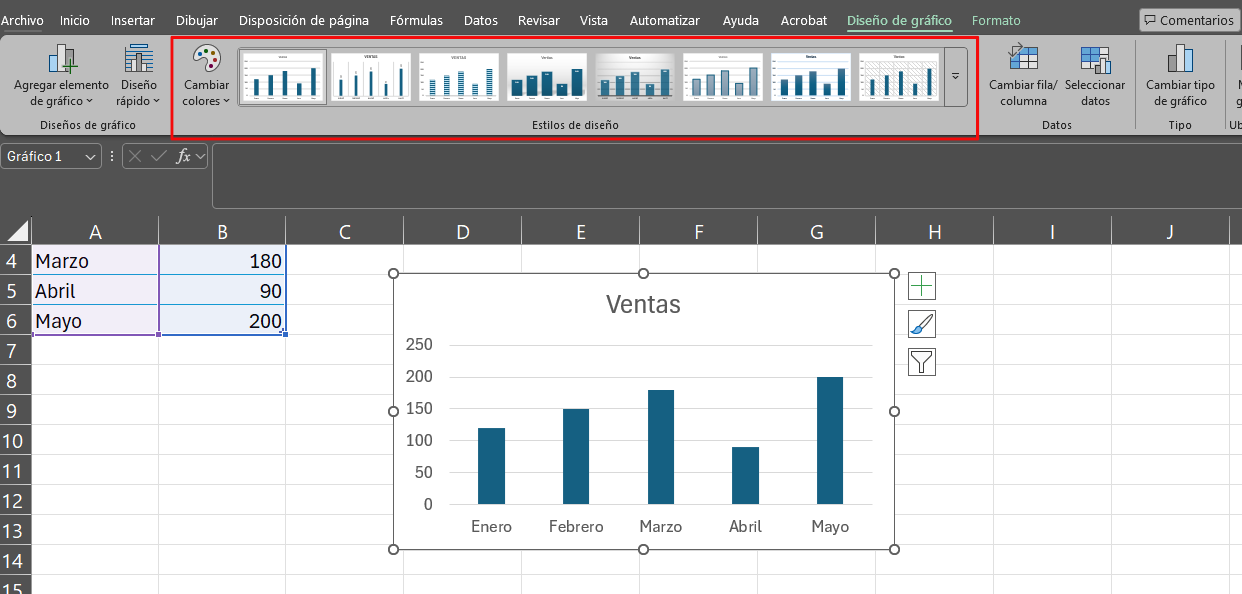 Archivo Inicio Insertar Dibujar Disposición de página Fórmulas Datos Revisar Vista Automatizar Ayuda Acrobat Diseño de gráfico Formato Comentarios
Agregar elemento de gráfico
Diseño rápido
Diseños de gráfico
Cambiar colores
Estilos de diseño
Cambiar fila/ columna
Seleccionar datos
Datos
Cambiar tipo de gráfico
Tipo
Gráfico 1
fx
A B C D E F G H I J
4 Marzo 180
5 Abril 90
6 Mayo 200
7
8
9
10
11
12
13
14
15
Ventas
250
200
150
100
50
0
Enero Febrero Marzo Abril Mayo